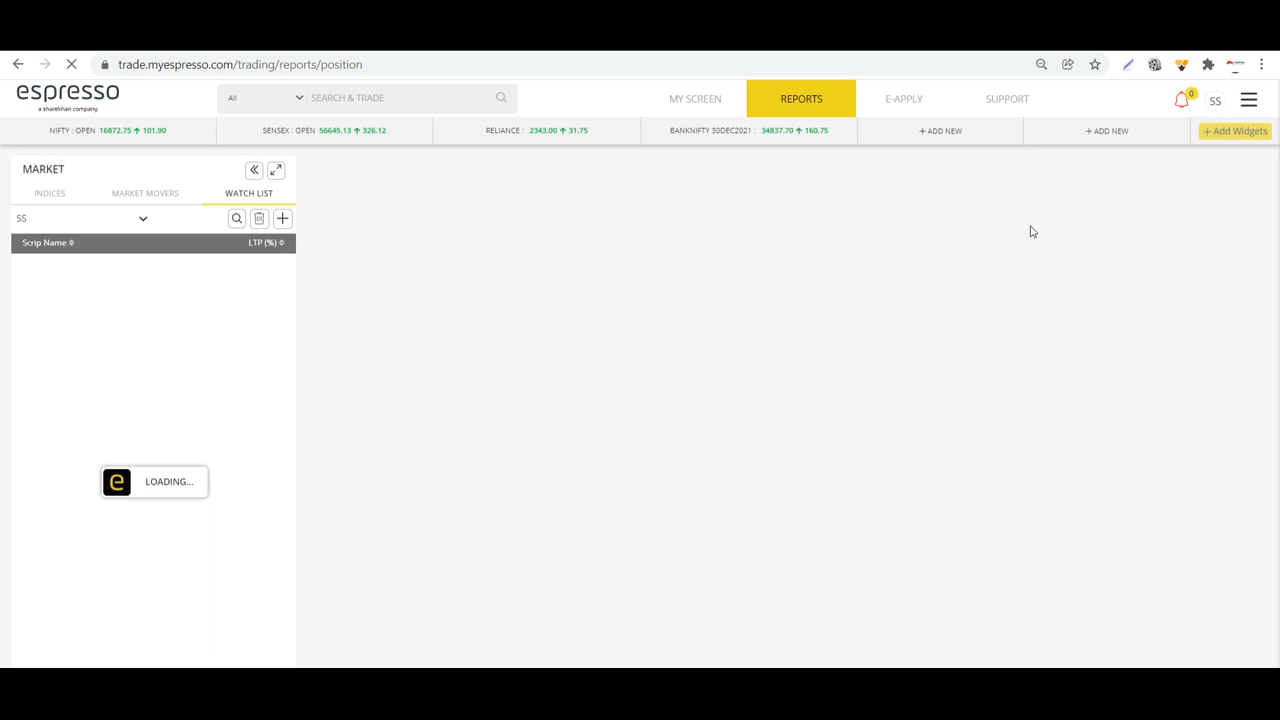 trade.myespresso.com/trading/reports/position
espresso
a sharekhan company
All SEARCH & TRADE
MY SCREEN REPORTS E-APPLY SUPPORT
0 SS
NIFTY : OPEN 16872.75 ↑ 101.90 SENSEX : OPEN 56645.13 ↑ 326.12 RELIANCE : 2343.00 ↑ 31.75 BANKNIFTY 30DEC2021 : 34837.70 ↑ 160.75 + ADD NEW + ADD NEW + Add Widgets
MARKET
INDICES MARKET MOVERS WATCH LIST
SS
Scrip Name LTP (%)
e LOADING...